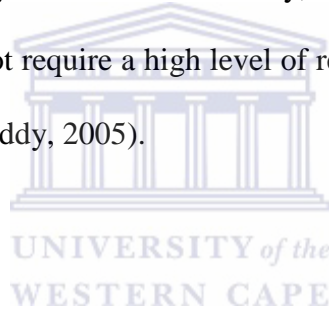 ot require a high level of re
ddy, 2005).
UNIVERSITY of the
WESTERN CAPE